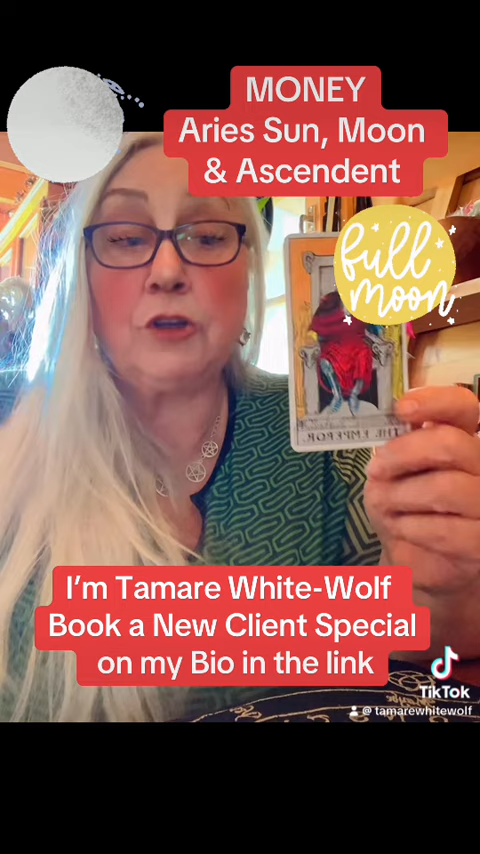 MONEY
Aries Sun, Moon
& Ascendent
full
moon
THE EMPEROR.
I'm Tamare White-Wolf
Book a New Client Special
on my Bio in the link
TikTok
@tamarewhitewolf